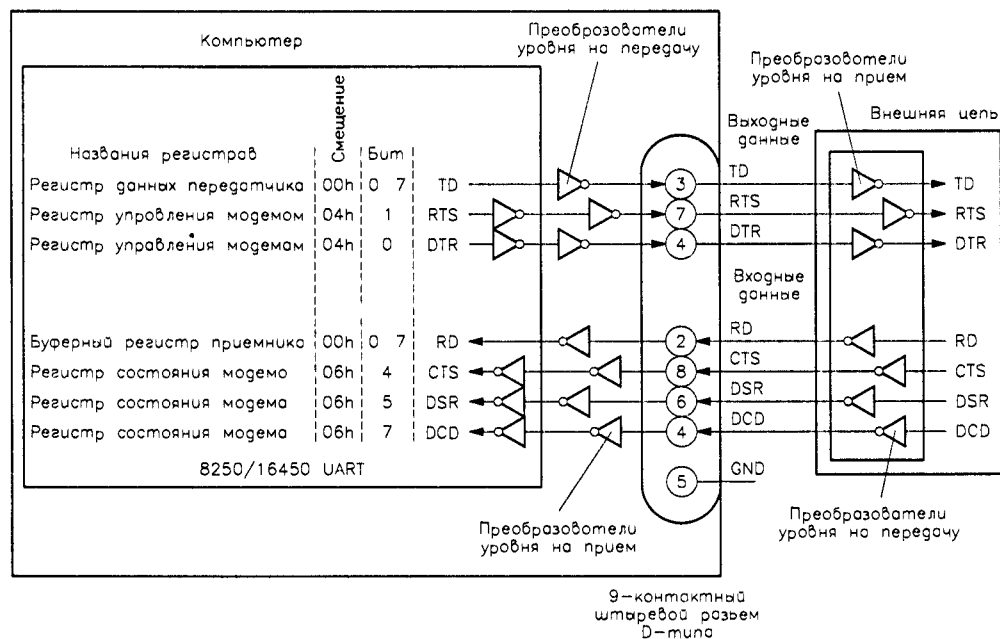 Компьютер
Преоброзователи
уровня на передачу
Преобразователи
уровня на прием
Внешняя цепь
Выходные
данные
Смещение
Названия регистров Бит
Регистр данных передатчика 00h 0 7 TD 3 TD TD
Регистр управления модемом 04h 1 RTS 7 RTS RTS
Регистр управления модемам 04h 0 DTR 4 DTR DTR
Входные
данные
Буферный регистр приемника 00h 0 7 RD 2 RD RD
Регистр состояния модемо 06h 4 CTS 8 CTS CTS
Регистр состояния модема 06h 5 DSR 6 DSR DSR
Регистр состояния модема 06h 7 DCD 4 DCD DCD
8250/16450 UART
5 GND
Преобразоватоли
уровня на прием
Преобразователи
уровня на передачу
9-контактный
штыревой разъем
D-типа